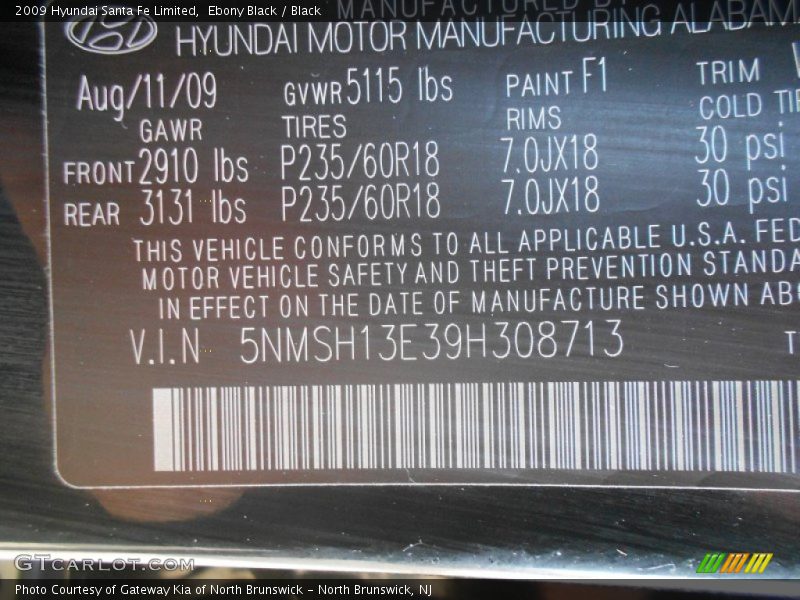 2009 Hyundai Santa Fe Limited, Ebony Black / Black
MANUFACTURED BY
HYUNDAI MOTOR MANUFACTURING ALABAM
Aug/11/09 GVWR 5115 lbs PAINT F1 TRIM
GAWR TIRES RIMS COLD TIR
FRONT 2910 lbs P235/60R18 7.0JX18 30 psi
REAR 3131 lbs P235/60R18 7.0JX18 30 psi
THIS VEHICLE CONFORMS TO ALL APPLICABLE U.S.A. FED
MOTOR VEHICLE SAFETY AND THEFT PREVENTION STANDA
IN EFFECT ON THE DATE OF MANUFACTURE SHOWN ABO
V.I.N 5NMSH13E39H308713 T
GTCARLOT.COM
Photo Courtesy of Gateway Kia of North Brunswick - North Brunswick, NJ